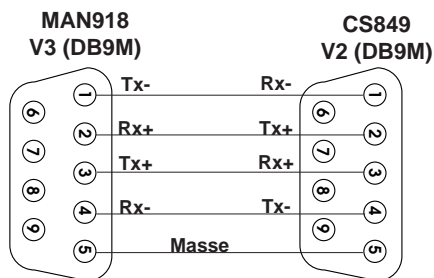 MAN918
V3 (DB9M)
CS849
V2 (DB9M)
1 Tx- Rx- 1
6 6
2 Rx+ Tx+ 2
7 7
3 Tx+ Rx+ 3
8 8
4 Rx- Tx- 4
9 9
5 Masse 5